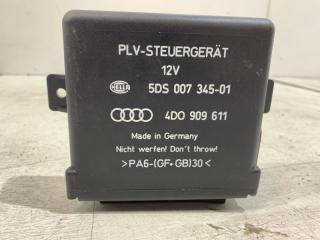 PLV-STEUERGERÄT
12V
HELLA 5DS 007 345-01
4D0 909 611
Made in Germany
Nicht werfen! Don't throw!
>PA6-(GF+GB)30<